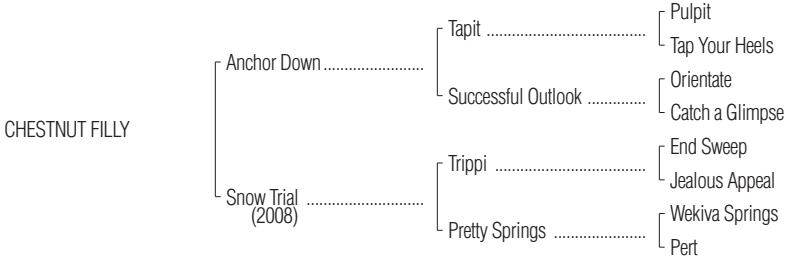 Pulpit
Tapit ......................................
Tap Your Heels
Anchor Down........................
Orientate
Successful Outlook ..............
Catch a Glimpse
CHESTNUT FILLY
End Sweep
Trippi ....................................
Jealous Appeal
Snow Trial ............................
(2008)
Wekiva Springs
Pretty Springs ......................
Pert